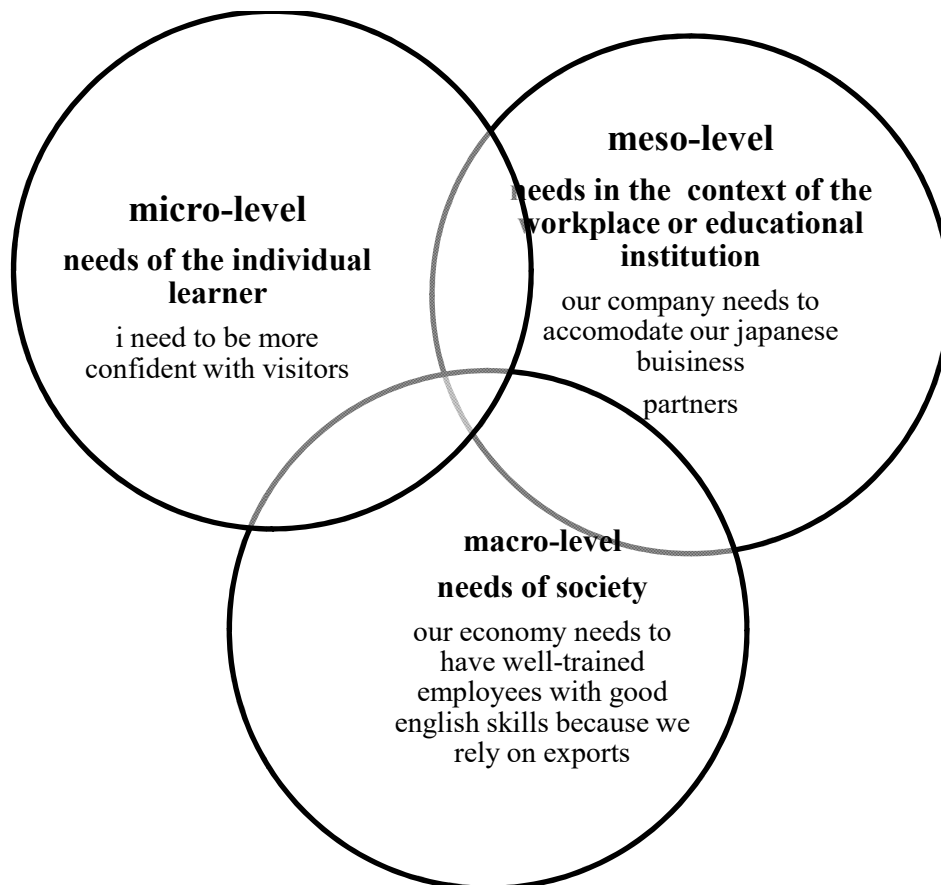 micro-level
needs of the individual
learner
i need to be more
confident with visitors
meso-level
needs in the context of the
workplace or educational
institution
our company needs to
accomodate our japanese
buisiness
partners
macro-level
needs of society
our economy needs to
have well-trained
employees with good
english skills because we
rely on exports